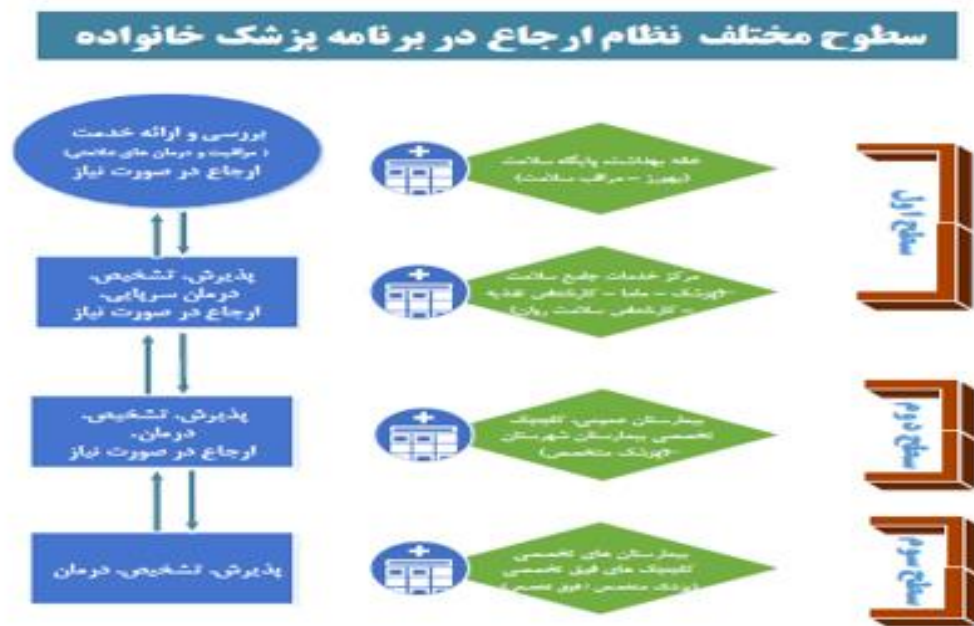 سطوح مختلف نظام ارجاع در برنامه پزشک خانواده
سطح اول
خانه بهداشت، پایگاه سلامت
(بهورز - مراقب سلامت)
بررسی و ارائه خدمت
(مراقبت و درمان های علامتی)
ارجاع در صورت نیاز
مرکز خدمات جامع سلامت
(پزشک - ماما - کارشناس تغذیه
- کارشناس سلامت روان)
پذیرش، تشخیص،
درمان سرپایی،
ارجاع در صورت نیاز
سطح دوم
بیمارستان عمومی، کلینیک
تخصصی بیمارستان شهرستان
(پزشک متخصص)
پذیرش، تشخیص،
درمان،
ارجاع در صورت نیاز
سطح سوم
بیمارستان های تخصصی
کلینیک های فوق تخصصی
(پزشک متخصص / فوق تخصص)
پذیرش، تشخیص، درمان